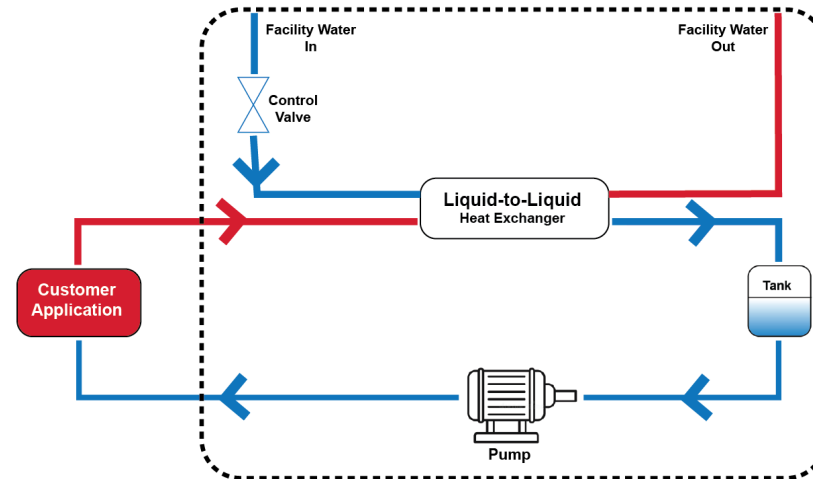 Facility Water
In
Facility Water
Out
Control
Valve
Liquid-to-Liquid
Heat Exchanger
Customer
Application
Tank
Pump